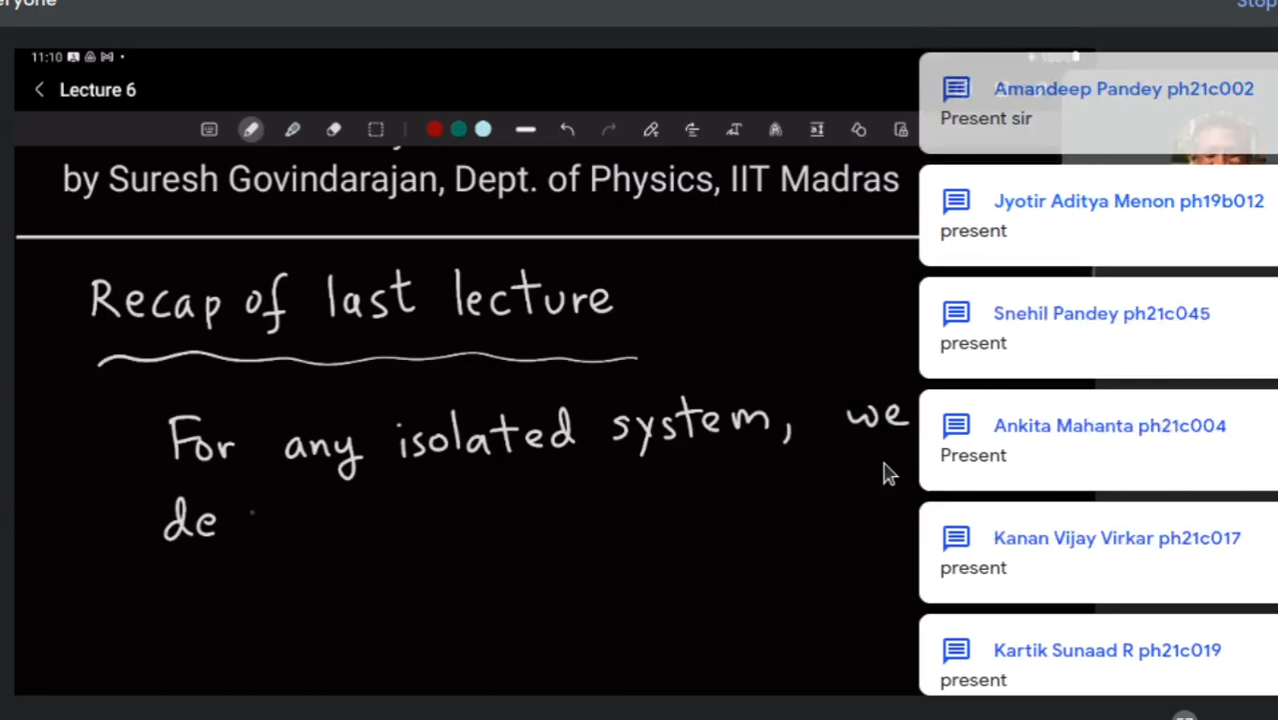 eryone
Stop
11:10
Lecture 6
by Suresh Govindarajan, Dept. of Physics, IIT Madras
Recap of last lecture
For any isolated system, we
de
Amandeep Pandey ph21c002
Present sir
Jyotir Aditya Menon ph19b012
present
Snehil Pandey ph21c045
present
Ankita Mahanta ph21c004
Present
Kanan Vijay Virkar ph21c017
present
Kartik Sunaad R ph21c019
present